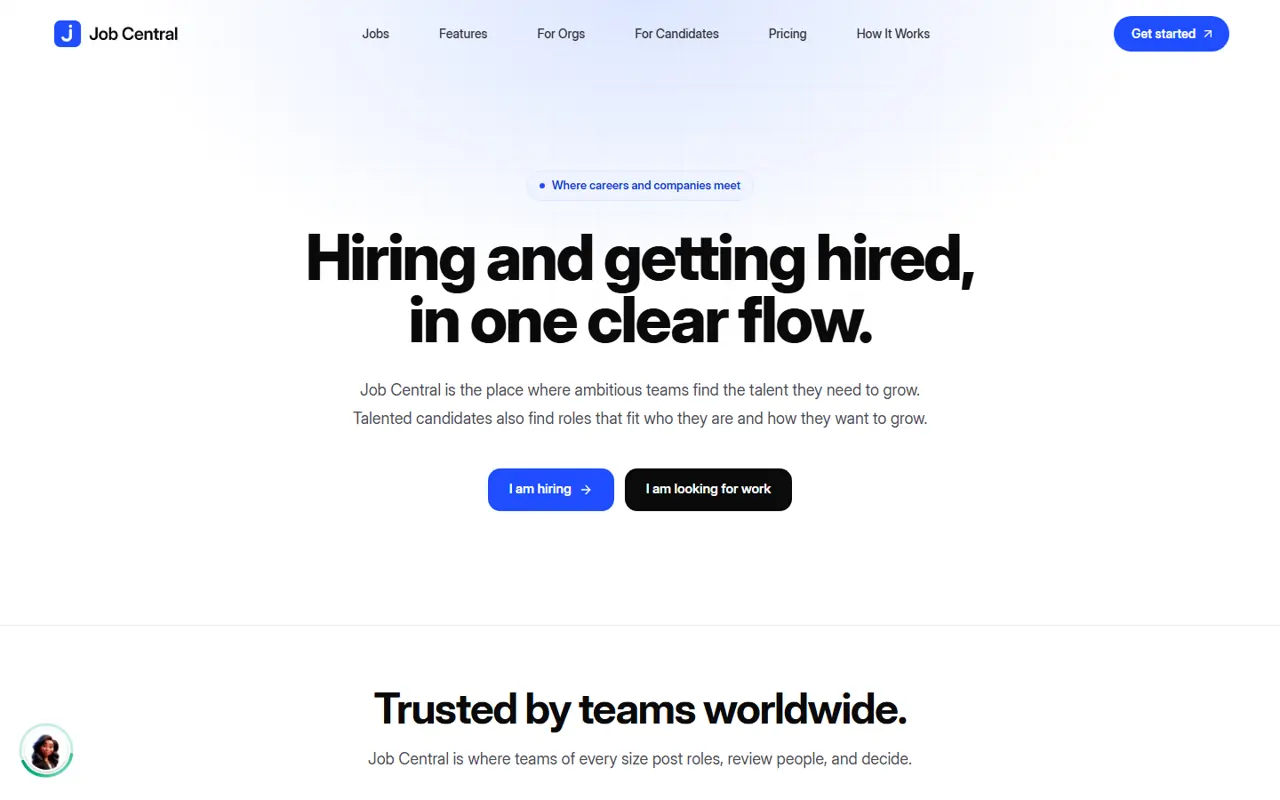 Job Central
Jobs
Features
For Orgs
For Candidates
Pricing
How It Works
Get started
Where careers and companies meet
Hiring and getting hired,
in one clear flow.
Job Central is the place where ambitious teams find the talent they need to grow.
Talented candidates also find roles that fit who they are and how they want to grow.
I am hiring
I am looking for work
Trusted by teams worldwide.
Job Central is where teams of every size post roles, review people, and decide.